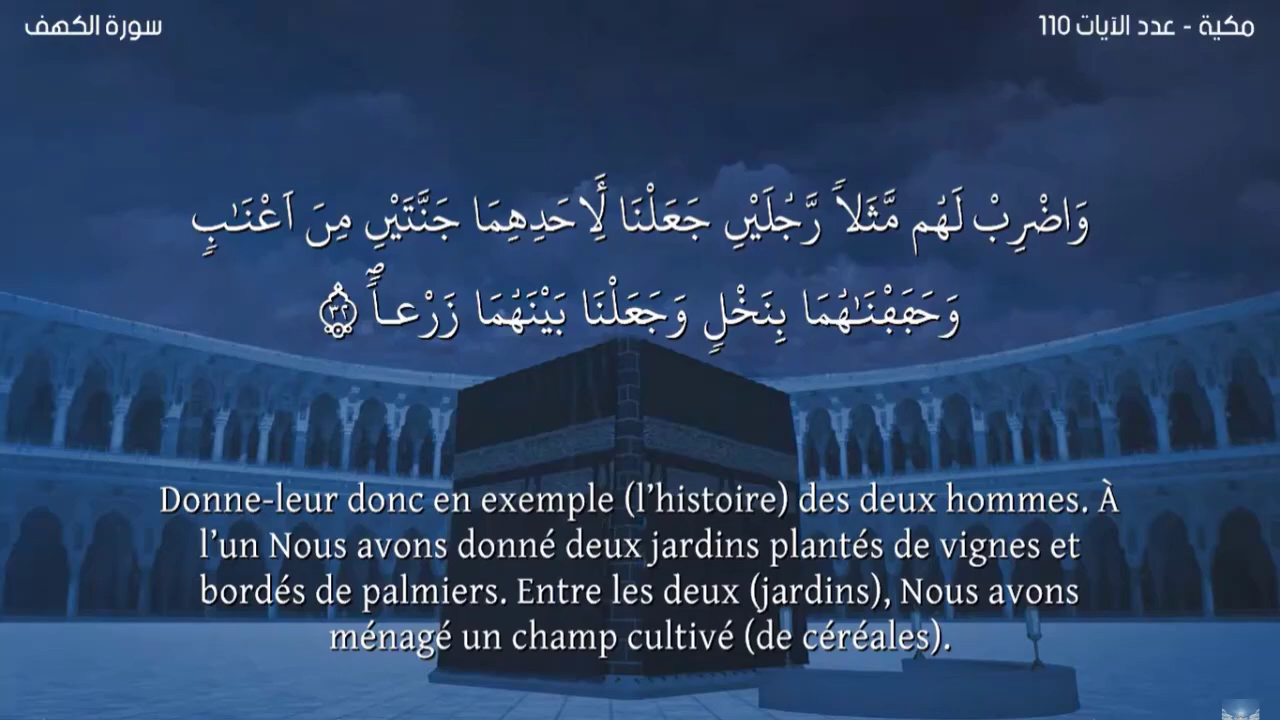 سورة الكهف
مكية - عدد الآيات 110
وَاضْرِبْ لَهُم مَّثَلاً رَّجُلَيْنِ جَعَلْنَا لَِأحَدِهِمَا جَنَّتَيْنِ مِنَ اَعْنَٰبٍ
وَحَفَفْنَٰهُمَا بِنَخْلٍ وَجَعَلْنَا بَيْنَهُمَا زَرْعاًۖ ٣٢
Donne-leur donc en exemple (l’histoire) des deux hommes. À
l’un Nous avons donné deux jardins plantés de vignes et
bordés de palmiers. Entre les deux (jardins), Nous avons
ménagé un champ cultivé (de céréales).